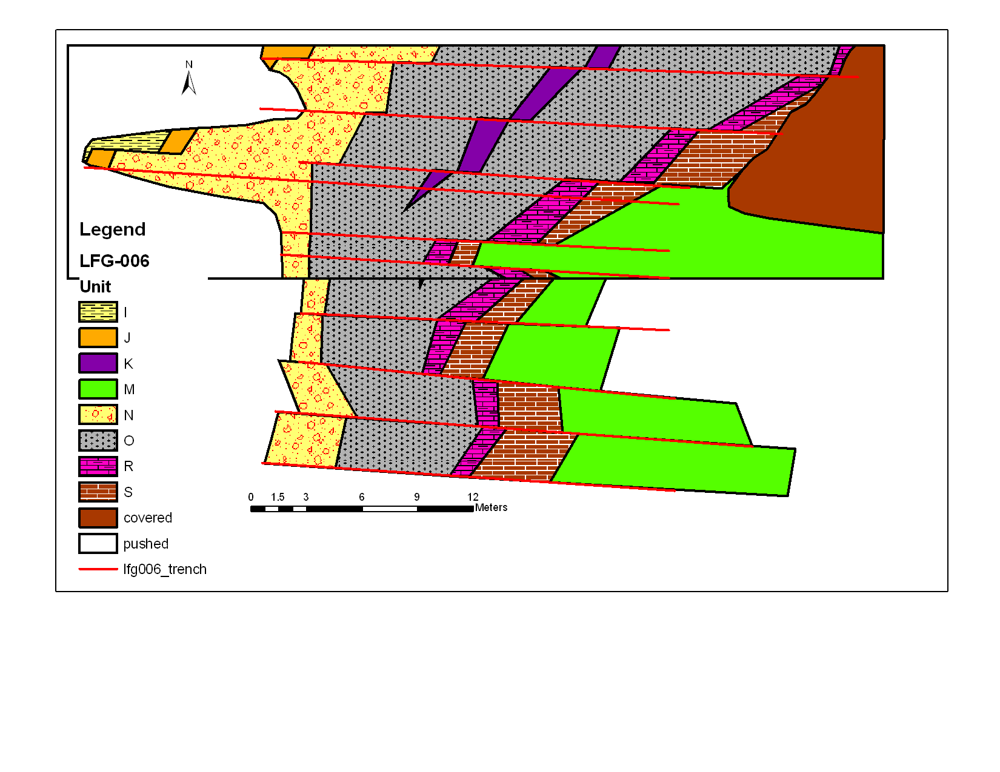 N
Legend
LFG-006
Unit
I
J
K
M
N
O
R
S
covered
pushed
lfg006_trench
0 1.5 3 6 9 12
Meters